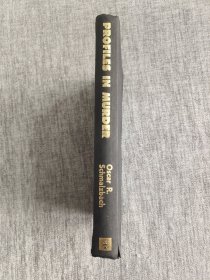 PROFILES IN MURDER
Oscar R.
Schmalzbach